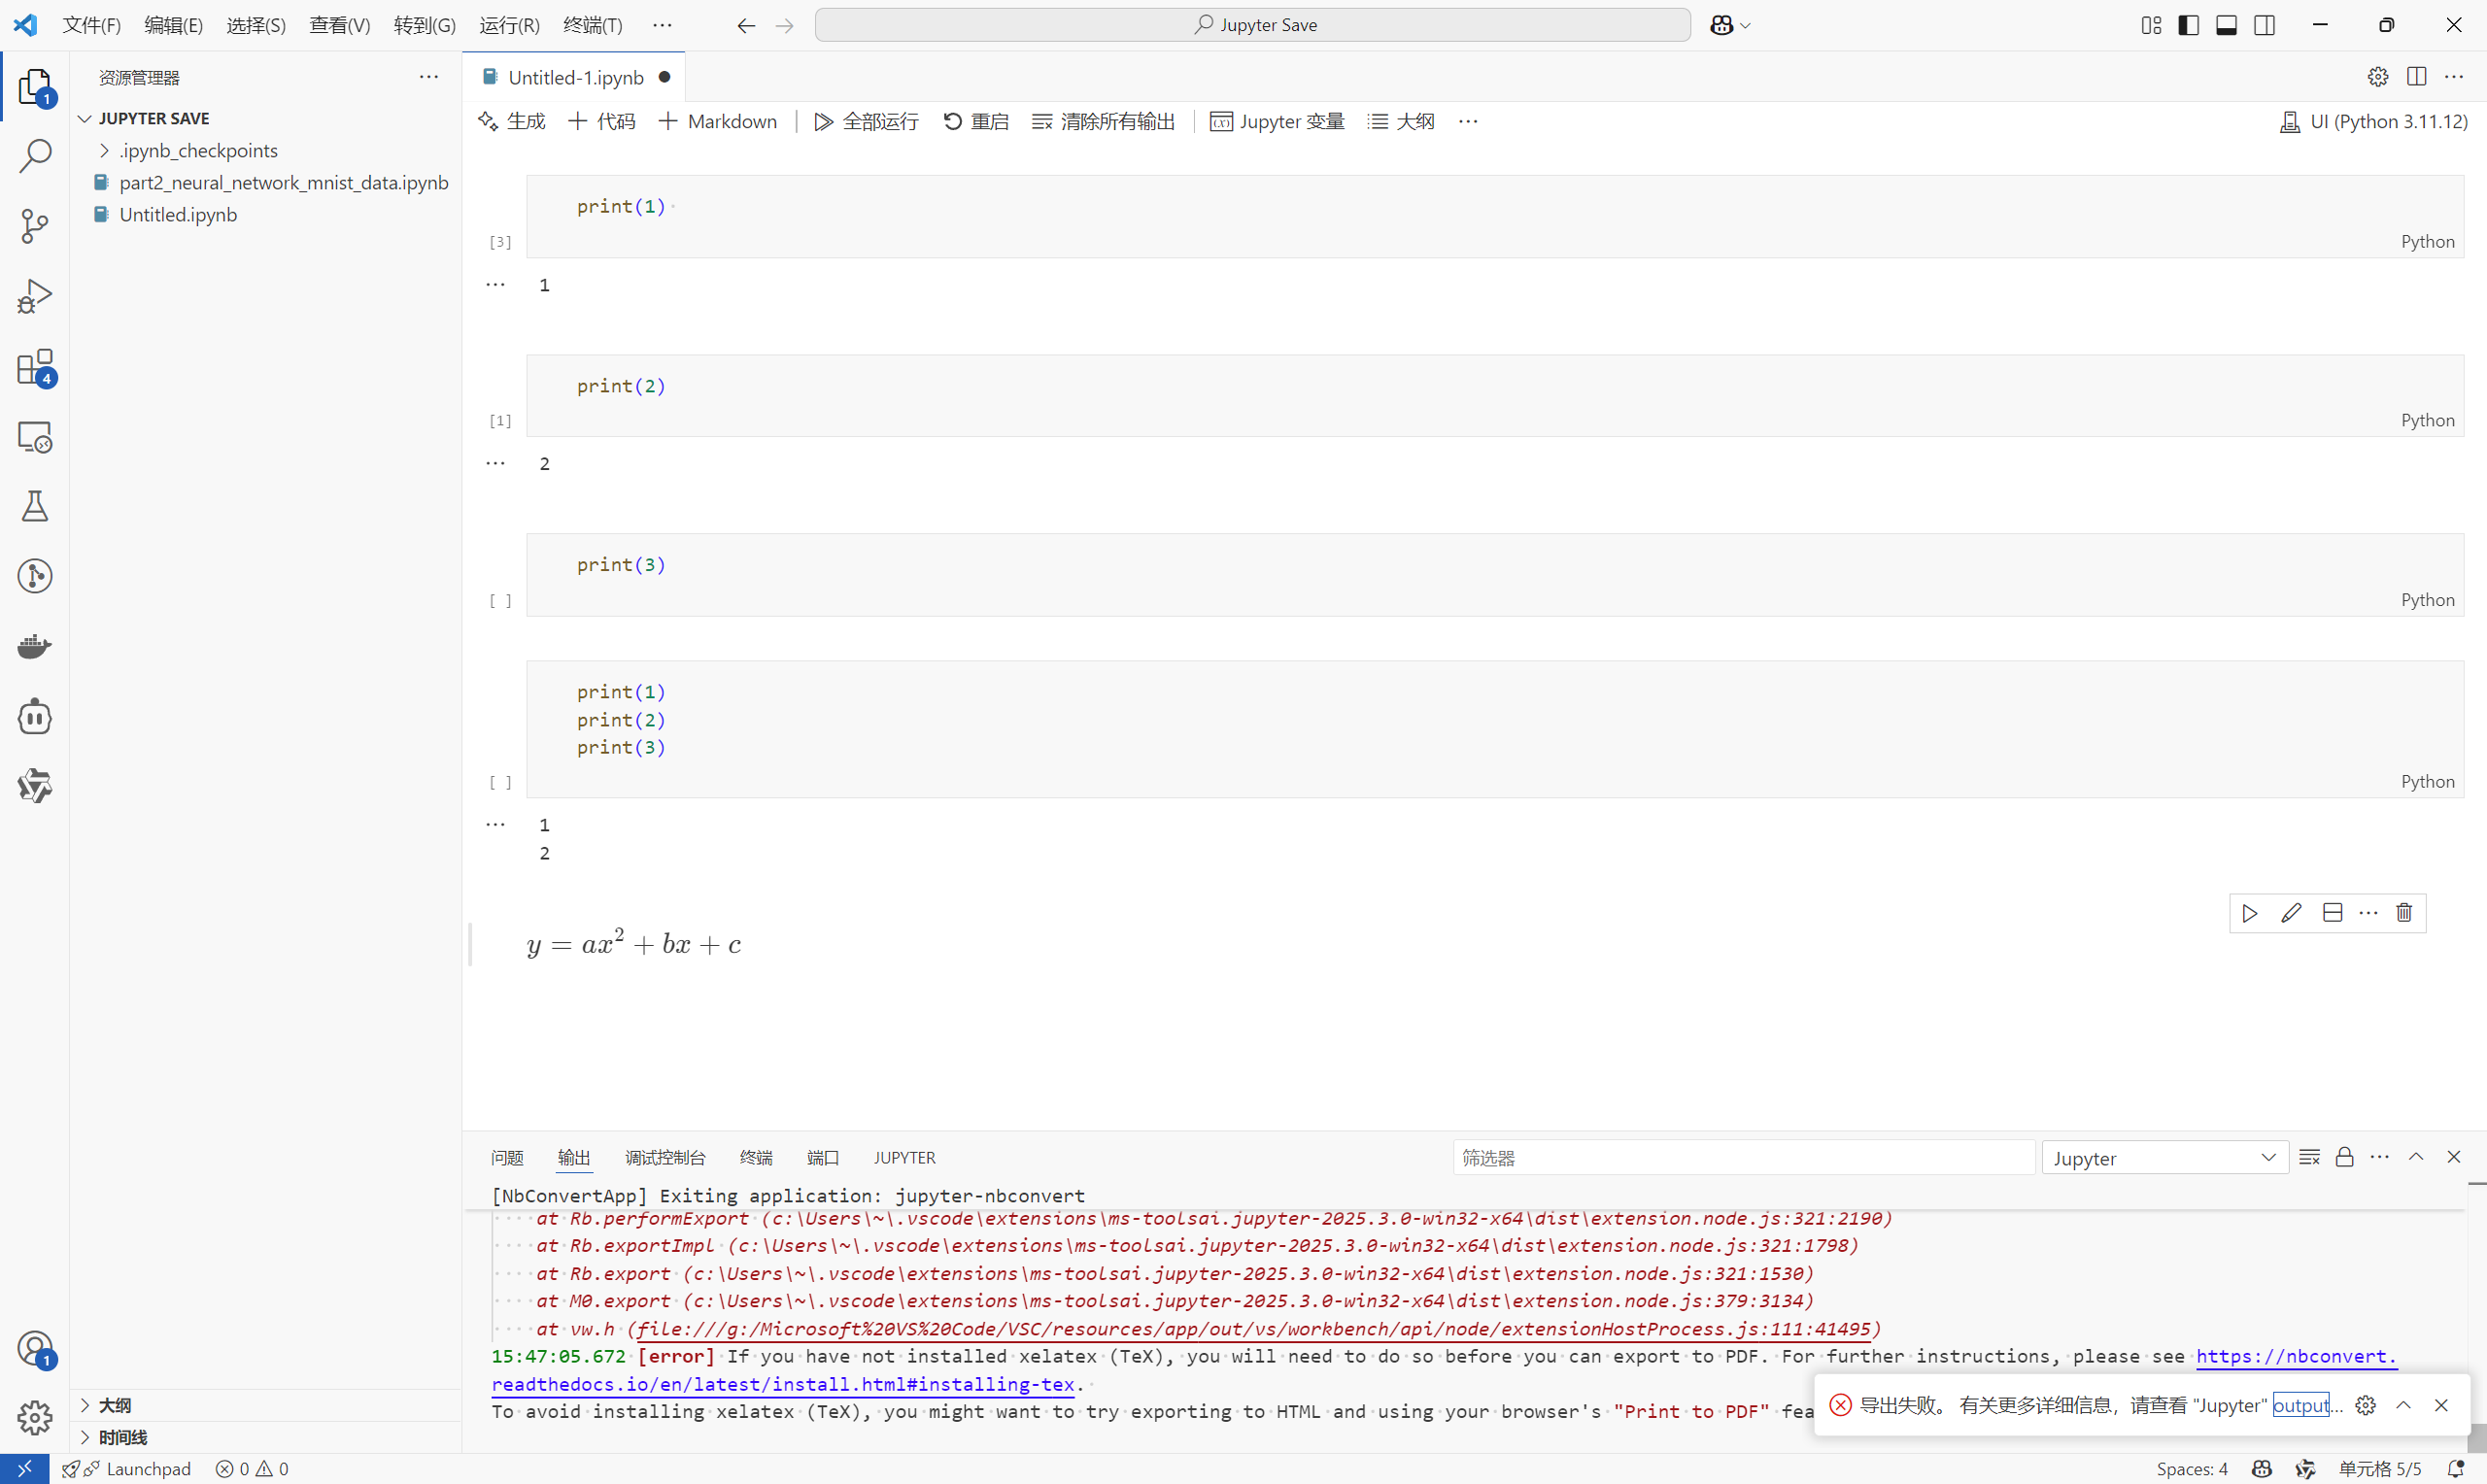 文件(F) 编辑(E) 选择(S) 查看(V) 转到(G) 运行(R) 终端(T) ···
Jupyter Save
资源管理器
JUPYTER SAVE
.ipynb_checkpoints
part2_neural_network_mnist_data.ipynb
Untitled.ipynb
1
4
1
大纲
时间线
Untitled-1.ipynb
生成 + 代码 + Markdown 全部运行 重启 清除所有输出 Jupyter 变量 大纲 ··· UI (Python 3.11.12)
print(1)
[3] Python
1
print(2)
[1] Python
2
print(3)
[ ] Python
print(1)
print(2)
print(3)
[ ] Python
1
2
y = ax² + bx + c
问题 输出 调试控制台 终端 端口 JUPYTER 筛选器 Jupyter
[NbConvertApp] Exiting application: jupyter-nbconvert
at Rb.performExport (c:\Users\~\.vscode\extensions\ms-toolsai.jupyter-2025.3.0-win32-x64\dist\extension.node.js:321:2190)
at Rb.exportImpl (c:\Users\~\.vscode\extensions\ms-toolsai.jupyter-2025.3.0-win32-x64\dist\extension.node.js:321:1798)
at Rb.export (c:\Users\~\.vscode\extensions\ms-toolsai.jupyter-2025.3.0-win32-x64\dist\extension.node.js:321:1530)
at M0.export (c:\Users\~\.vscode\extensions\ms-toolsai.jupyter-2025.3.0-win32-x64\dist\extension.node.js:379:3134)
at vw.h (file:///g:/Microsoft%20VS%20Code/VSC/resources/app/out/vs/workbench/api/node/extensionHostProcess.js:111:41495)
15:47:05.672 [error] If you have not installed xelatex (TeX), you will need to do so before you can export to PDF. For further instructions, please see https://nbconvert.
readthedocs.io/en/latest/install.html#installing-tex.
To avoid installing xelatex (TeX), you might want to try exporting to HTML and using your browser's "Print to PDF" fea
导出失败。 有关更多详细信息，请查看 "Jupyter" output...
Launchpad 0 0 Spaces: 4 单元格 5/5